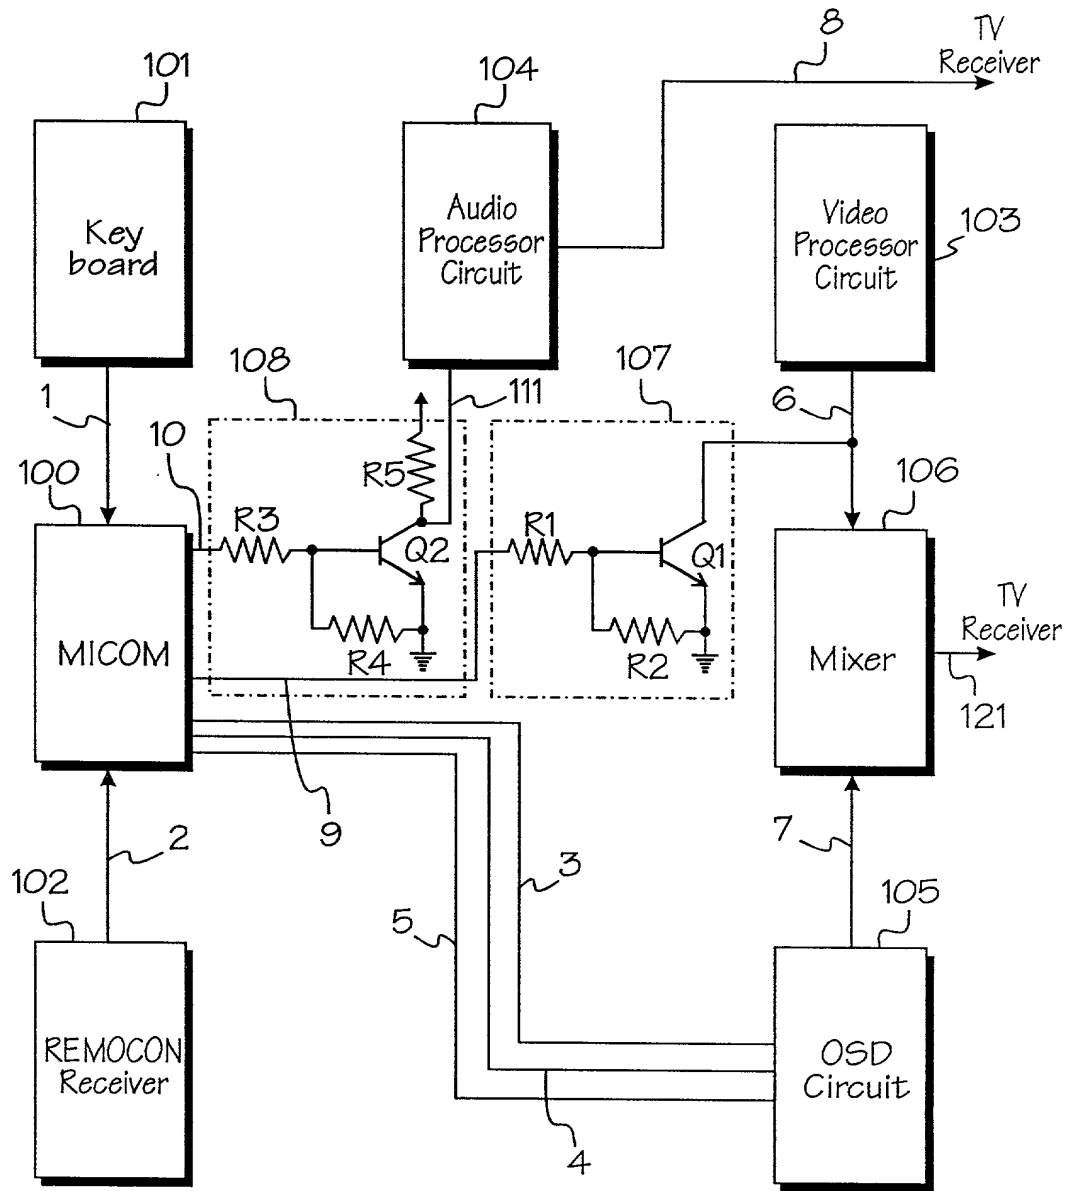 8
TV
Receiver
101
104
Key
board
Audio
Processor
Circuit
Video
Processor
Circuit
103
108
107
1
111
6
10
100
R5
106
R3
Q2
R1
Q1
MICOM
R4
R2
Mixer
TV
Receiver
121
9
2
7
3
102
5
105
REMOCON
Receiver
OSD
Circuit
4